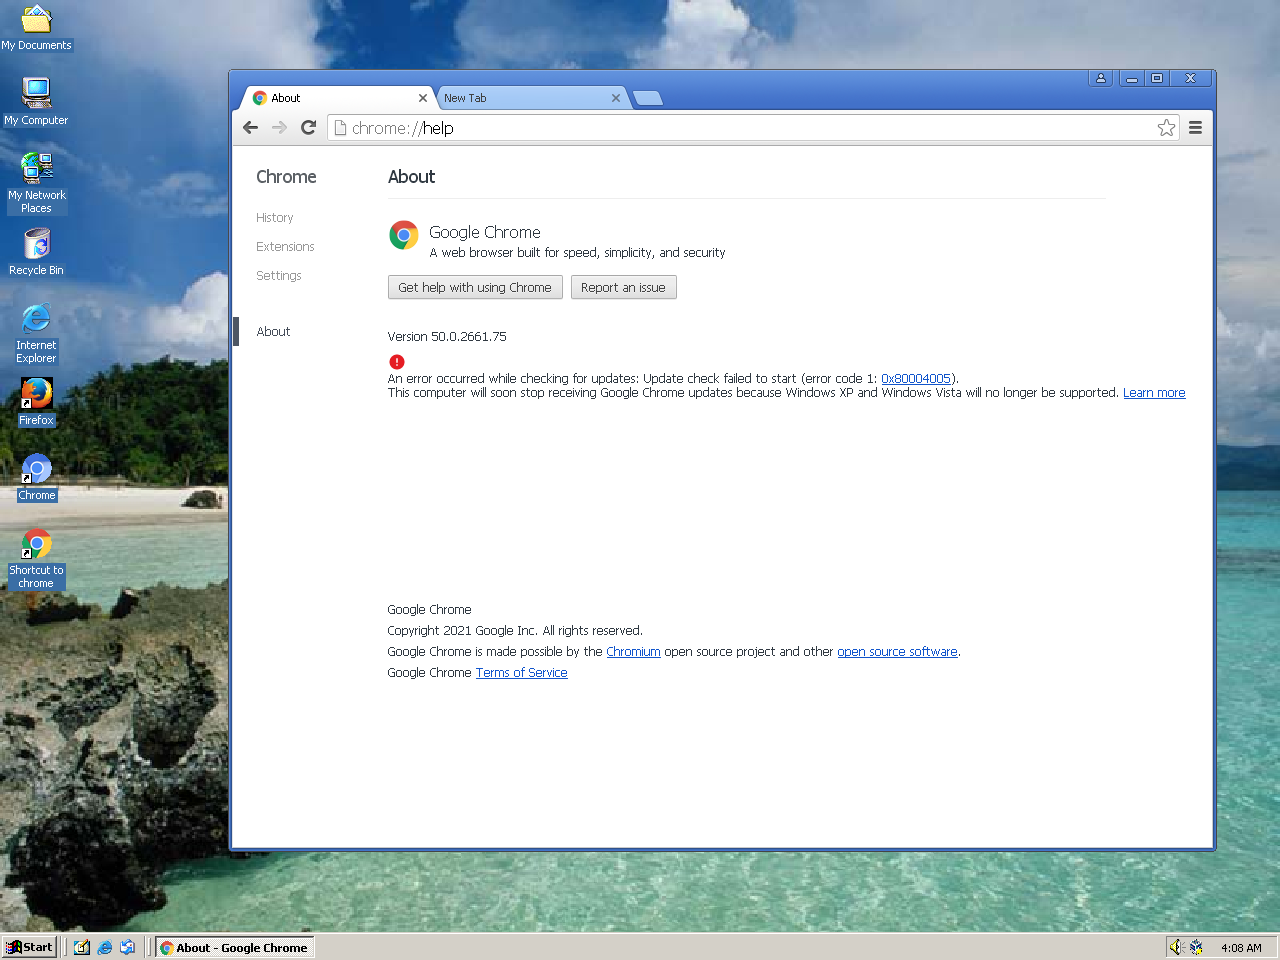 My Documents
My Computer
My Network
Places
Recycle Bin
Internet
Explorer
Firefox
Chrome
Shortcut to
chrome
About
New Tab
chrome://help
Chrome
History
Extensions
Settings
About
About
Google Chrome
A web browser built for speed, simplicity, and security
Get help with using Chrome
Report an issue
Version 50.0.2661.75
An error occurred while checking for updates: Update check failed to start (error code 1: 0x80004005).
This computer will soon stop receiving Google Chrome updates because Windows XP and Windows Vista will no longer be supported. Learn more
Google Chrome
Copyright 2021 Google Inc. All rights reserved.
Google Chrome is made possible by the Chromium open source project and other open source software.
Google Chrome Terms of Service
Start
About - Google Chrome
4:08 AM